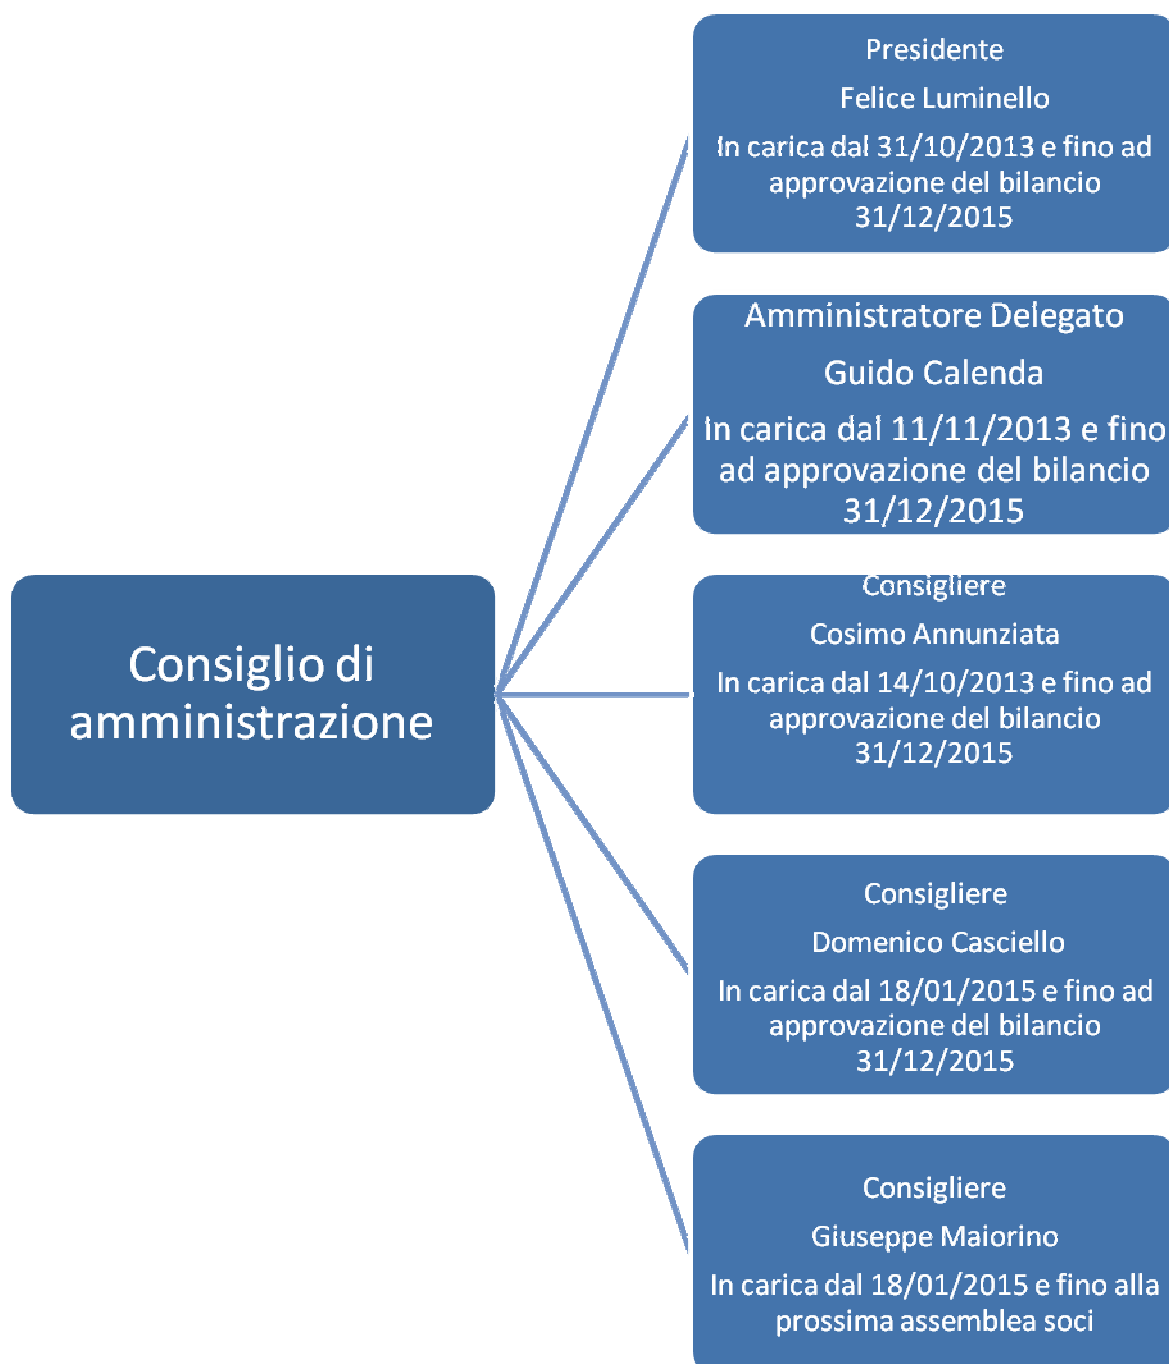 Presidente
Felice Luminello
In carica dal 31/10/2013 e fino ad
approvazione del bilancio
31/12/2015
Amministratore Delegato
Guido Calenda
In carica dal 11/11/2013 e fino
ad approvazione del bilancio
31/12/2015
Consiglio di
amministrazione
Consigliere
Cosimo Annunziata
In carica dal 14/10/2013 e fino ad
approvazione del bilancio
31/12/2015
Consigliere
Domenico Casciello
In carica dal 18/01/2015 e fino ad
approvazione del bilancio
31/12/2015
Consigliere
Giuseppe Maiorino
In carica dal 18/01/2015 e fino alla
prossima assemblea soci